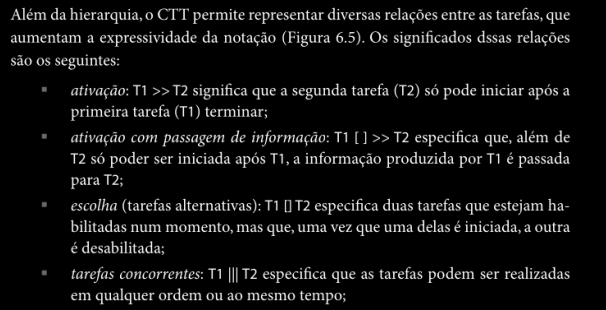 Além da hierarquia, o CTT permite representar diversas relações entre as tarefas, que
aumentam a expressividade da notação (Figura 6.5). Os significados dssas relações
são os seguintes:
▪ ativação: T1 >> T2 significa que a segunda tarefa (T2) só pode iniciar após a
primeira tarefa (T1) terminar;
▪ ativação com passagem de informação: T1 [ ] >> T2 especifica que, além de
T2 só poder ser iniciada após T1, a informação produzida por T1 é passada
para T2;
▪ escolha (tarefas alternativas): T1 [] T2 especifica duas tarefas que estejam ha-
bilitadas num momento, mas que, uma vez que uma delas é iniciada, a outra
é desabilitada;
▪ tarefas concorrentes: T1 ||| T2 especifica que as tarefas podem ser realizadas
em qualquer ordem ou ao mesmo tempo;